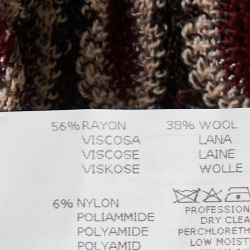 56% RAYON 38% WOOL
VISCOSA LANA
VISCOSE LAINE
VISKOSE WOLLE
6% NYLON
POLIAMMIDE PROFESSION
POLYAMIDE DRY CLEA
POLYAMID PERCHLORETH
LOW MOIST